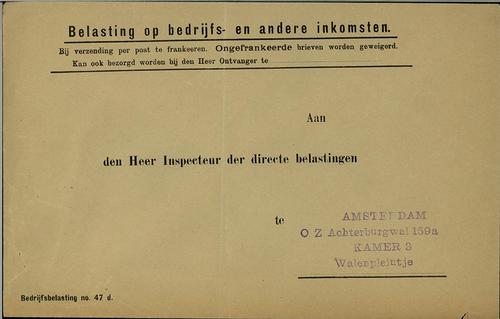 Belasting op bedrijfs- en andere inkomsten.
Bij verzending per post te frankeeren. Ongefrankeerde brieven worden geweigerd.
Kan ook bezorgd worden bij den Heer Ontvanger te
Aan
den Heer Inspecteur der directe belastingen
te
AMSTERDAM
O Z Achterburgwal 159a
KAMER 3
Walenpleintje
Bedrijfsbelasting no. 47 d.